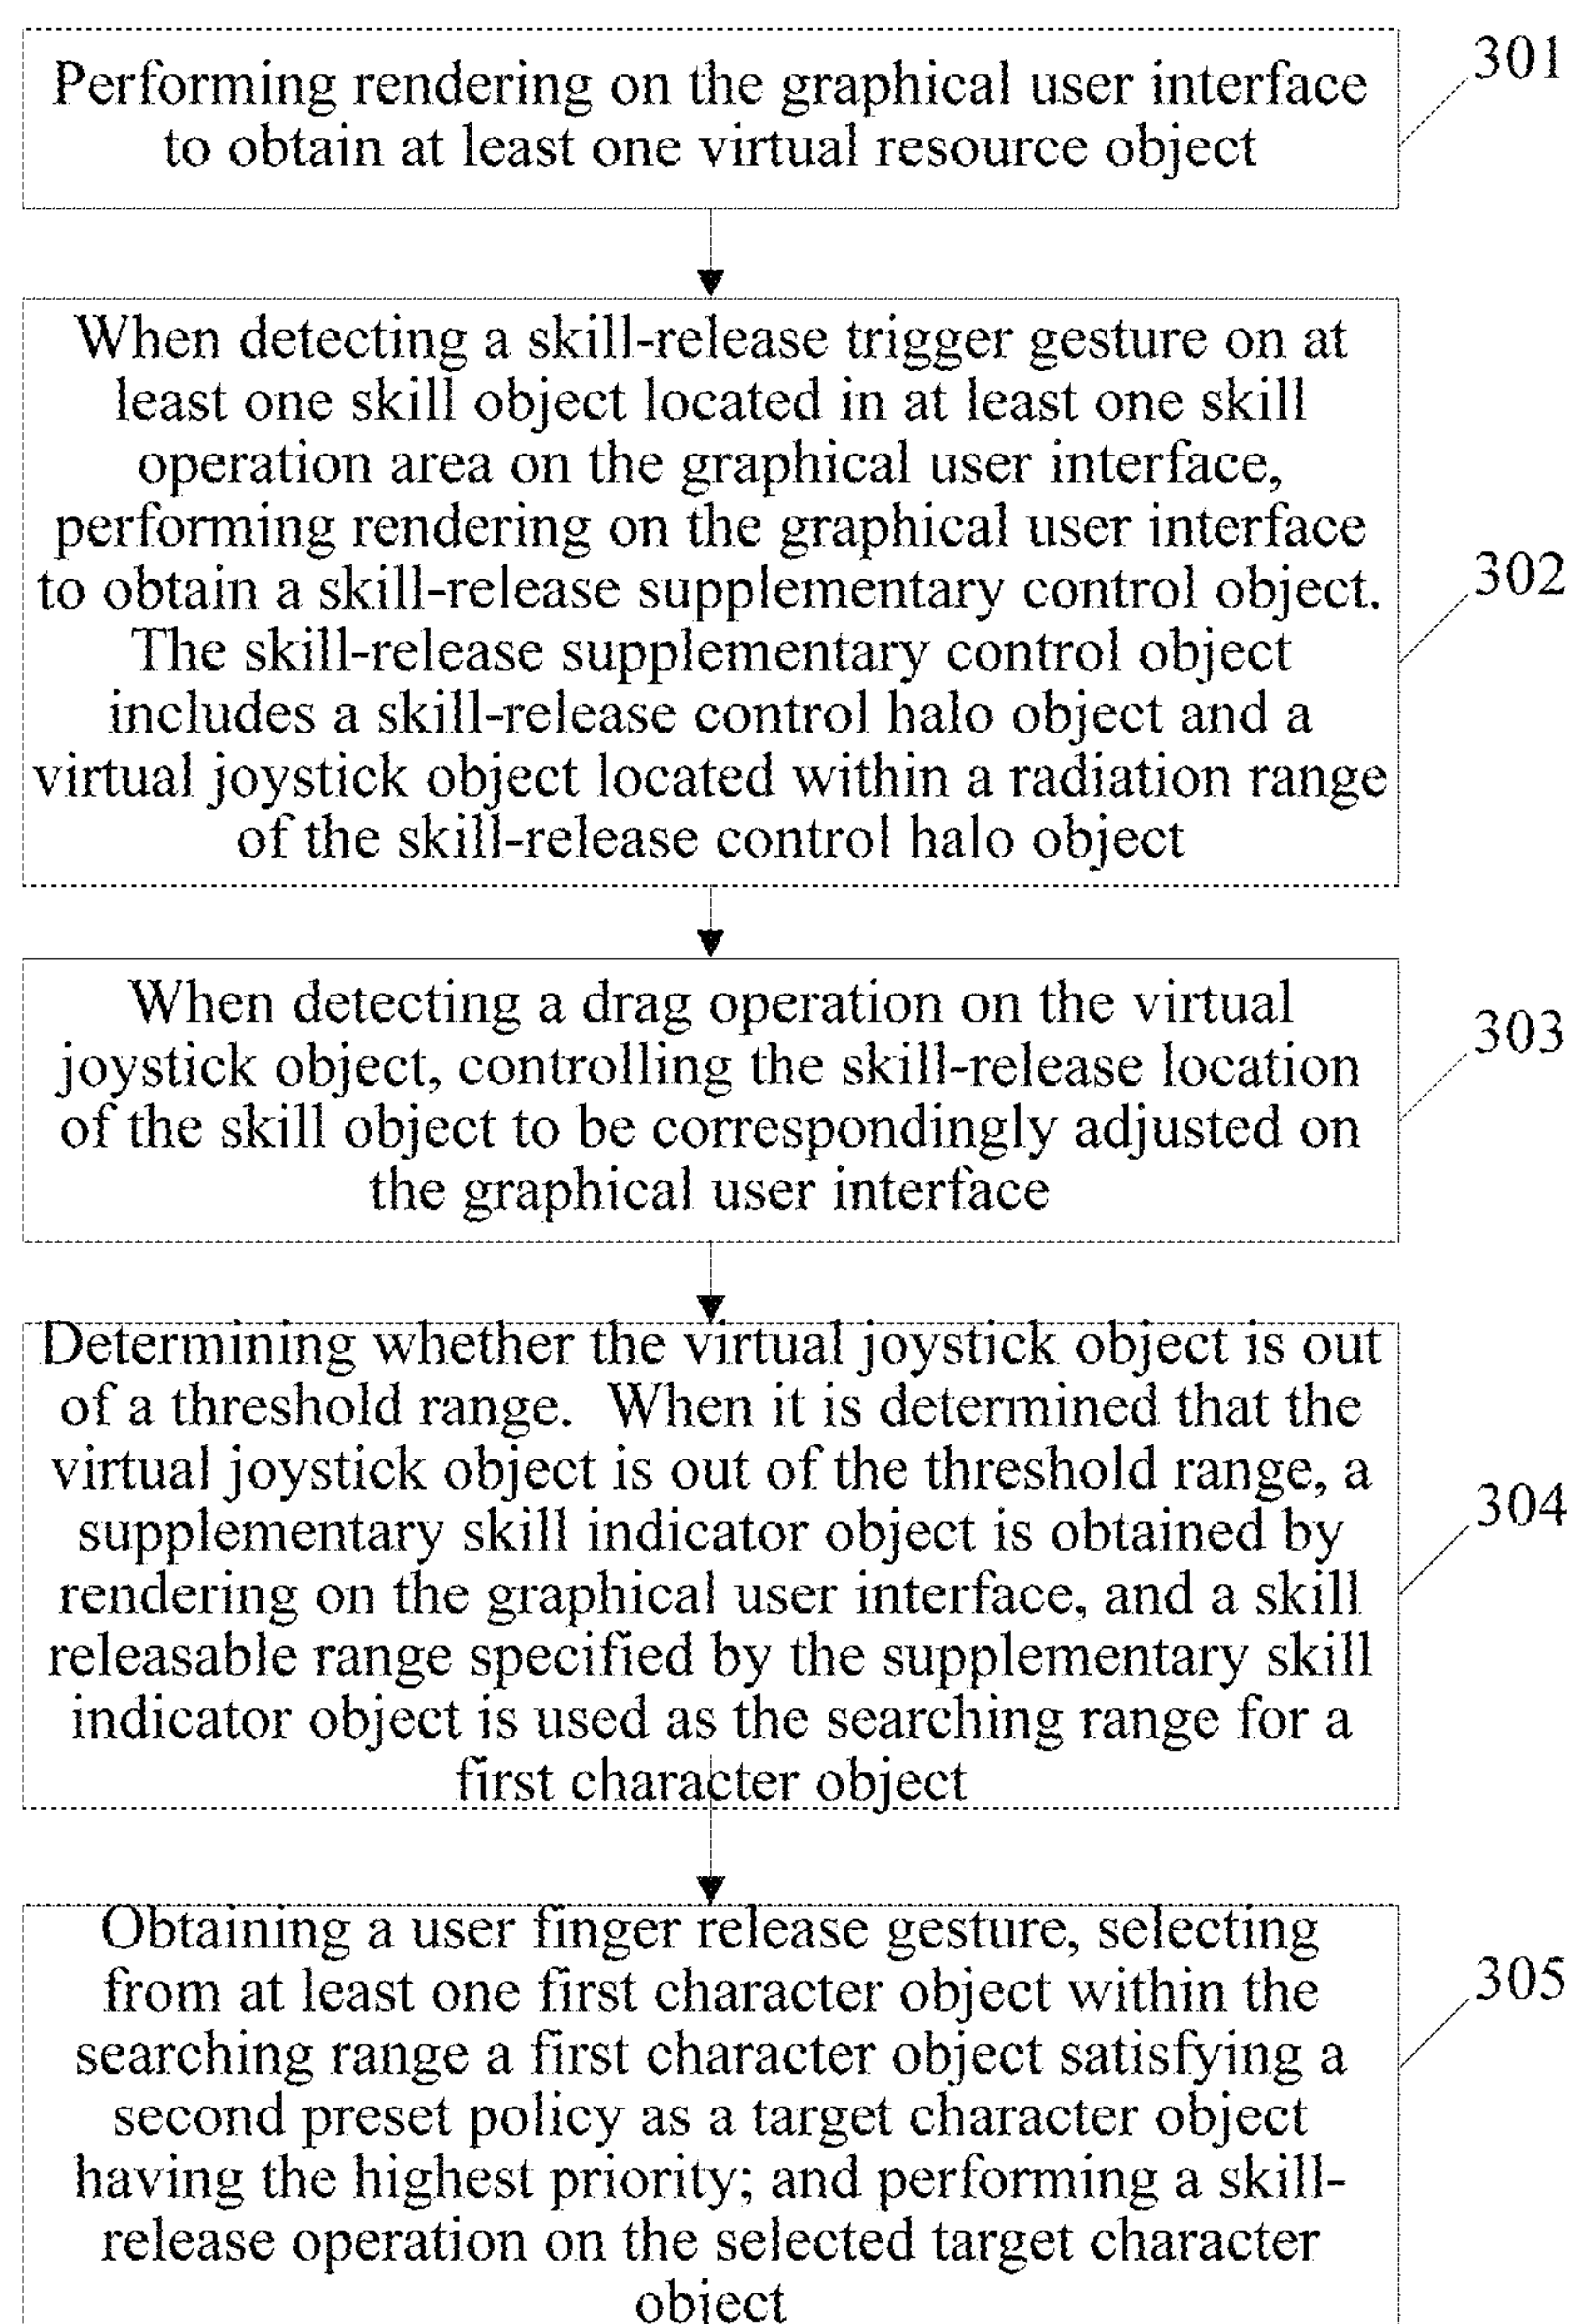 Performing rendering on the graphical user interface
to obtain at least one virtual resource object
301
When detecting a skill-release trigger gesture on at
least one skill object located in at least one skill
operation area on the graphical user interface,
performing rendering on the graphical user interface
to obtain a skill-release supplementary control object.
The skill-release supplementary control object
includes a skill-release control halo object and a
virtual joystick object located within a radiation range
of the skill-release control halo object
302
When detecting a drag operation on the virtual
joystick object, controlling the skill-release location
of the skill object to be correspondingly adjusted on
the graphical user interface
303
Determining whether the virtual joystick object is out
of a threshold range. When it is determined that the
virtual joystick object is out of the threshold range, a
supplementary skill indicator object is obtained by
rendering on the graphical user interface, and a skill
releasable range specified by the supplementary skill
indicator object is used as the searching range for a
first character object
304
Obtaining a user finger release gesture, selecting
from at least one first character object within the
searching range a first character object satisfying a
second preset policy as a target character object
having the highest priority; and performing a skill-
release operation on the selected target character
object
305